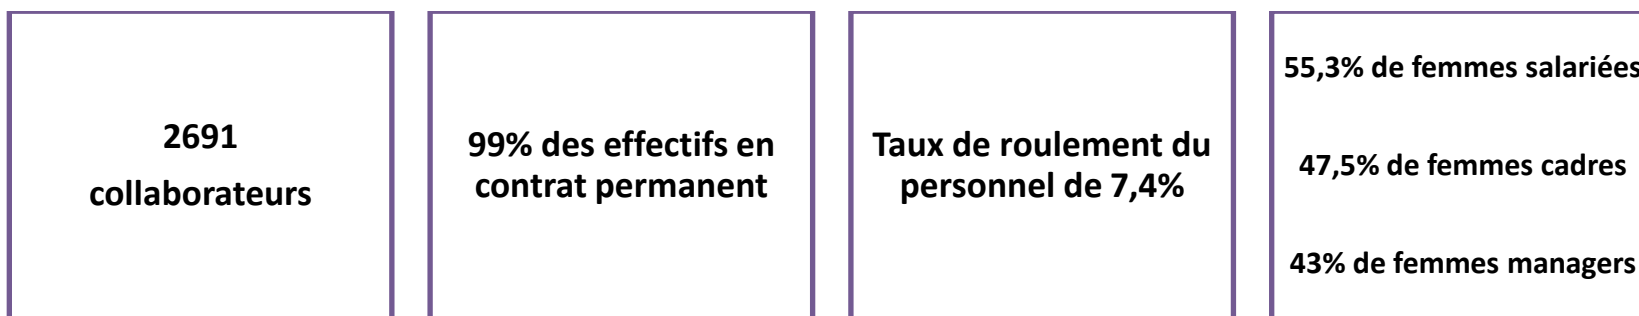 2691
collaborateurs
99% des effectifs en
contrat permanent
Taux de roulement du
personnel de 7,4%
55,3% de femmes salariées
47,5% de femmes cadres
43% de femmes managers